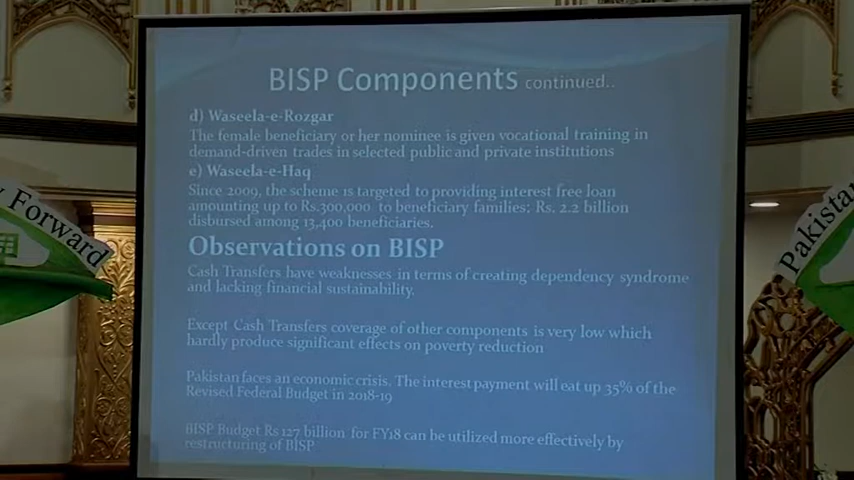 BISP Components continued..
d) Waseela-e-Rozgar
The female beneficiary or her nominee is given vocational training in
demand-driven trades in selected public and private institutions
e) Waseela-e-Haq
Since 2009, the scheme is targeted to providing interest free loan
amounting up to Rs.300,000 to beneficiary families; Rs. 2.2 billion
disbursed among 13,400 beneficiaries.
Observations on BISP
Cash Transfers have weaknesses in terms of creating dependency syndrome
and lacking financial sustainability.
Except Cash Transfers coverage of other components is very low which
hardly produce significant effects on poverty reduction
Pakistan faces an economic crisis. The interest payment will eat up 35% of the
Revised Federal Budget in 2018-19
BISP Budget Rs 127 billion for FY18 can be utilized more effectively by
restructuring of BISP
y Forward
Pakistan